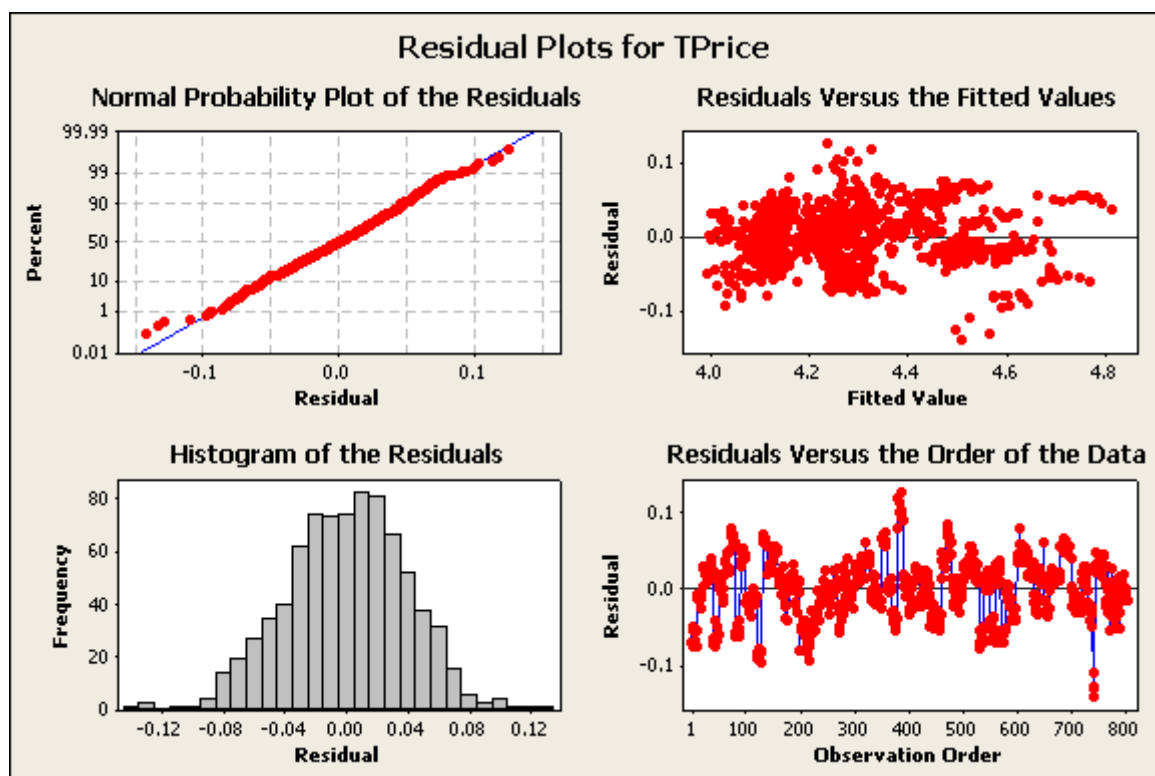 Residual Plots for TPrice
Normal Probability Plot of the Residuals
99.99
99
90
50
10
1
0.01
Percent
-0.1 0.0 0.1
Residual
Residuals Versus the Fitted Values
0.1
0.0
-0.1
Residual
4.0 4.2 4.4 4.6 4.8
Fitted Value
Histogram of the Residuals
80
60
40
20
0
Frequency
-0.12 -0.08 -0.04 0.00 0.04 0.08 0.12
Residual
Residuals Versus the Order of the Data
0.1
0.0
-0.1
Residual
1 100 200 300 400 500 600 700 800
Observation Order